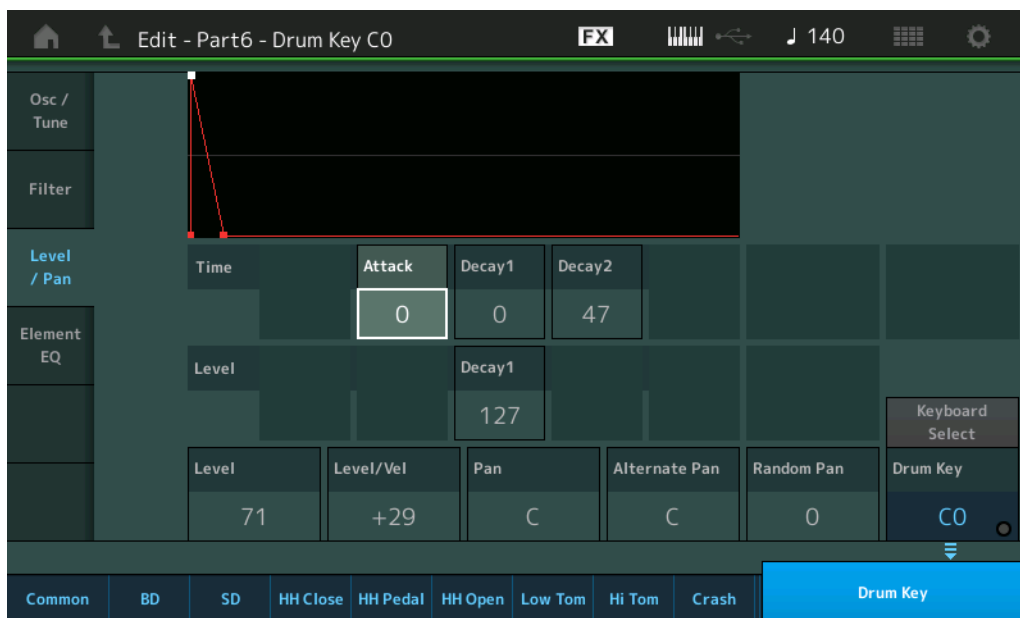 Edit - Part6 - Drum Key C0 FX ♩ 140
Osc /
Tune
Filter
Level
/ Pan
Element
EQ
Time Attack Decay1 Decay2
0 0 47
Level Decay1
127
Keyboard
Select
Level Level/Vel Pan Alternate Pan Random Pan Drum Key
71 +29 C C 0 C0
Common BD SD HH Close HH Pedal HH Open Low Tom Hi Tom Crash Drum Key